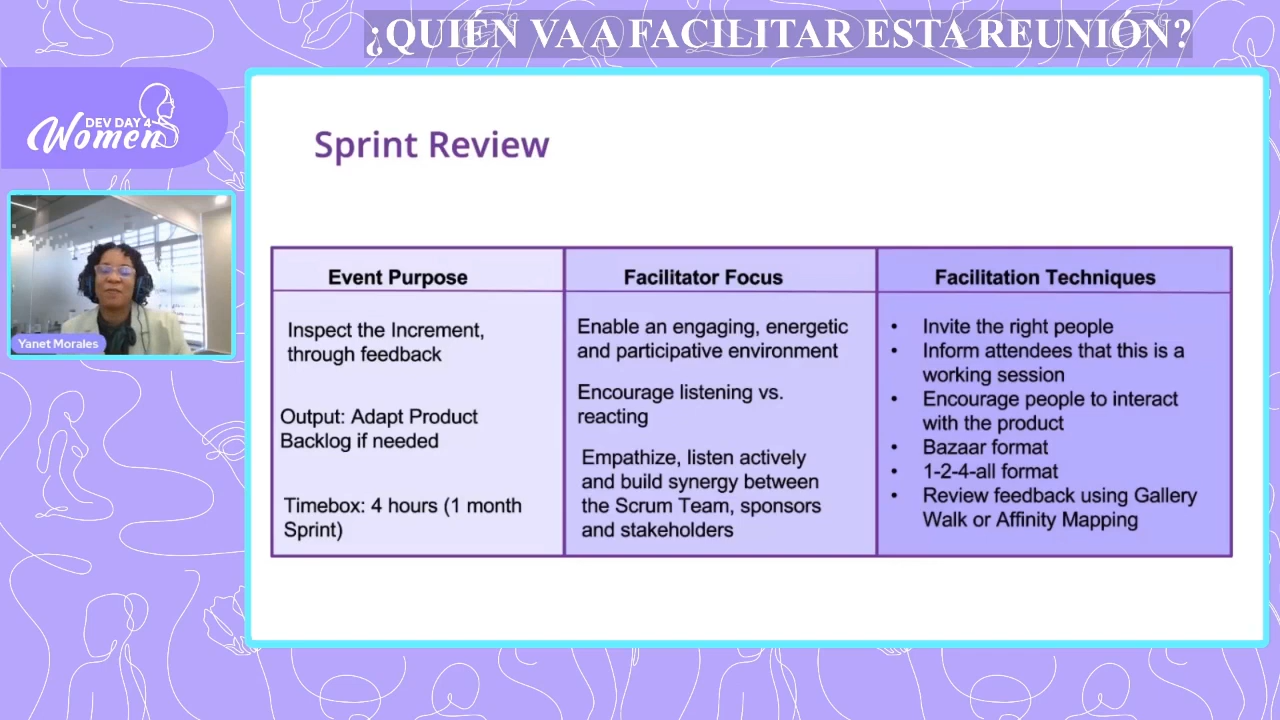 ¿QUIÉN VA A FACILITAR ESTA REUNIÓN?
DEV DAY 4
Women
Yanet Morales
Sprint Review
Event Purpose
Inspect the Increment,
through feedback
Output: Adapt Product
Backlog if needed
Timebox: 4 hours (1 month
Sprint)
Facilitator Focus
Enable an engaging, energetic
and participative environment
Encourage listening vs.
reacting
Empathize, listen actively
and build synergy between
the Scrum Team, sponsors
and stakeholders
Facilitation Techniques
• Invite the right people
• Inform attendees that this is a
working session
• Encourage people to interact
with the product
• Bazaar format
• 1-2-4-all format
• Review feedback using Gallery
Walk or Affinity Mapping